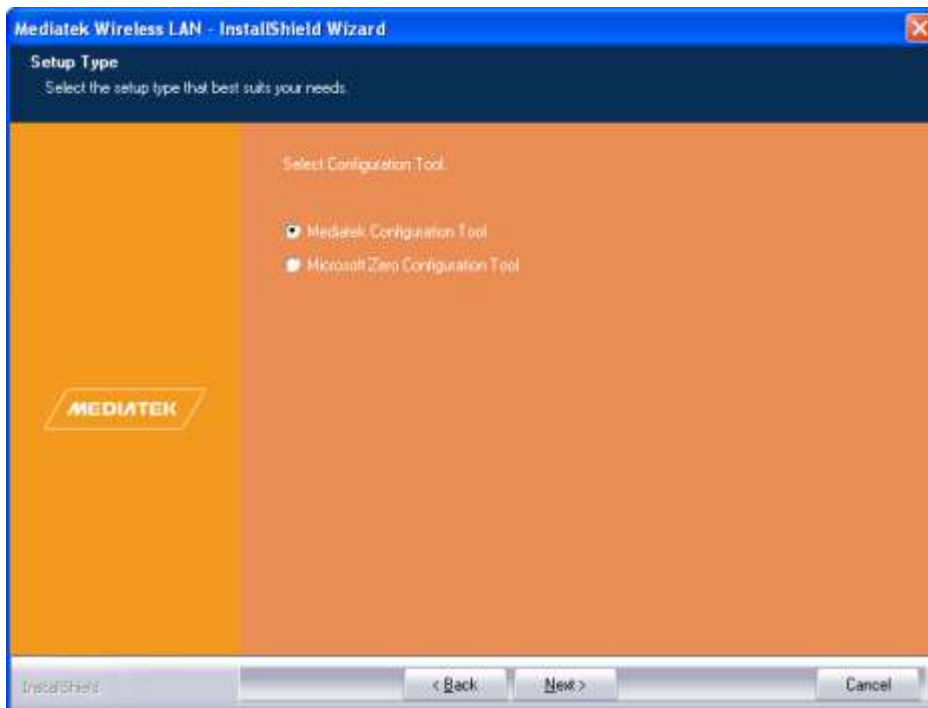 Mediatek Wireless LAN - InstallShield Wizard
Setup Type
Select the setup type that best suits your needs.
Select Configuration Tool.
Mediatek Configuration Tool
Microsoft Zero Configuration Tool
MEDIATEK
InstallShield
< Back
Next >
Cancel